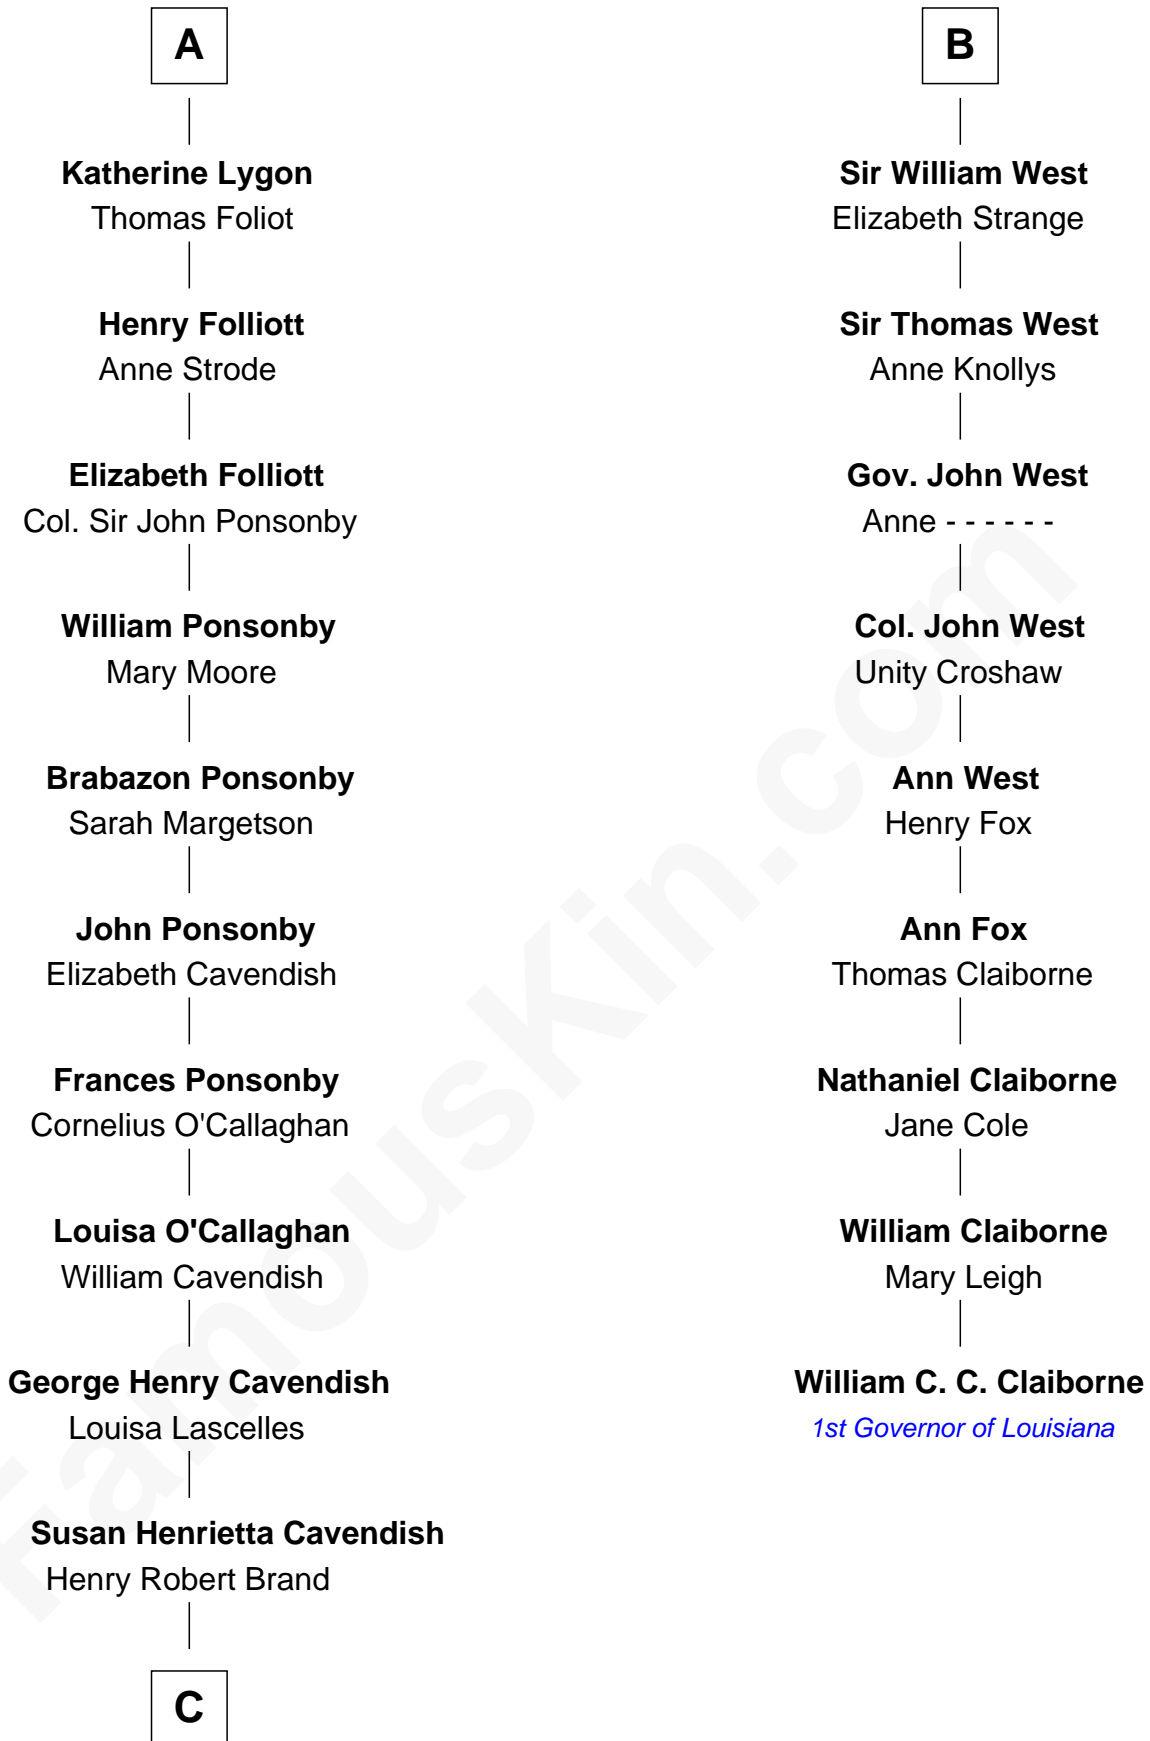 A
Katherine Lygon
Thomas Foliot
Henry Folliott
Anne Strode
Elizabeth Folliott
Col. Sir John Ponsonby
William Ponsonby
Mary Moore
Brabazon Ponsonby
Sarah Margetson
John Ponsonby
Elizabeth Cavendish
Frances Ponsonby
Cornelius O'Callaghan
Louisa O'Callaghan
William Cavendish
George Henry Cavendish
Louisa Lascelles
Susan Henrietta Cavendish
Henry Robert Brand
C
B
Sir William West
Elizabeth Strange
Sir Thomas West
Anne Knollys
Gov. John West
Anne - - - - - -
Col. John West
Unity Croshaw
Ann West
Henry Fox
Ann Fox
Thomas Claiborne
Nathaniel Claiborne
Jane Cole
William Claiborne
Mary Leigh
William C. C. Claiborne
1st Governor of Louisiana
FamousKin.com